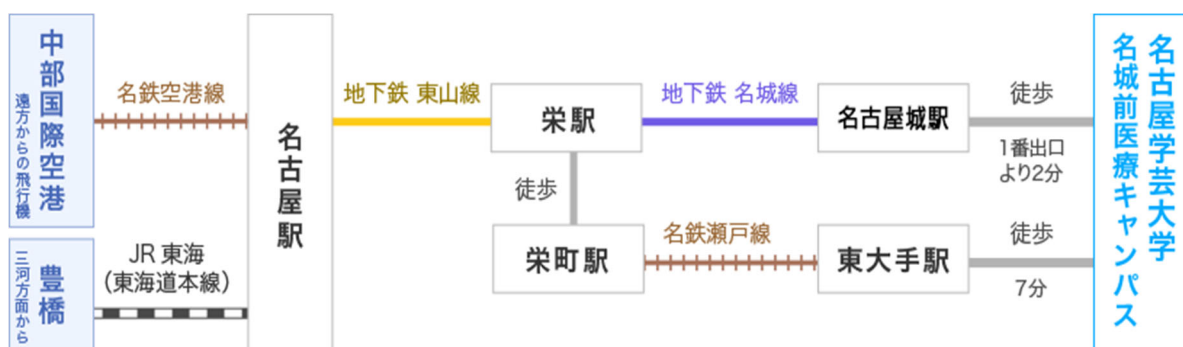 中部国際空港
遠方からの飛行機
名鉄空港線
豊橋
三河方面から
JR 東海
（東海道本線）
名古屋駅
地下鉄 東山線
栄駅
地下鉄 名城線
名古屋城駅
徒歩
1番出口
より2分
徒歩
栄町駅
名鉄瀬戸線
東大手駅
徒歩
7分
名古屋学芸大学
名城前医療キャンパス